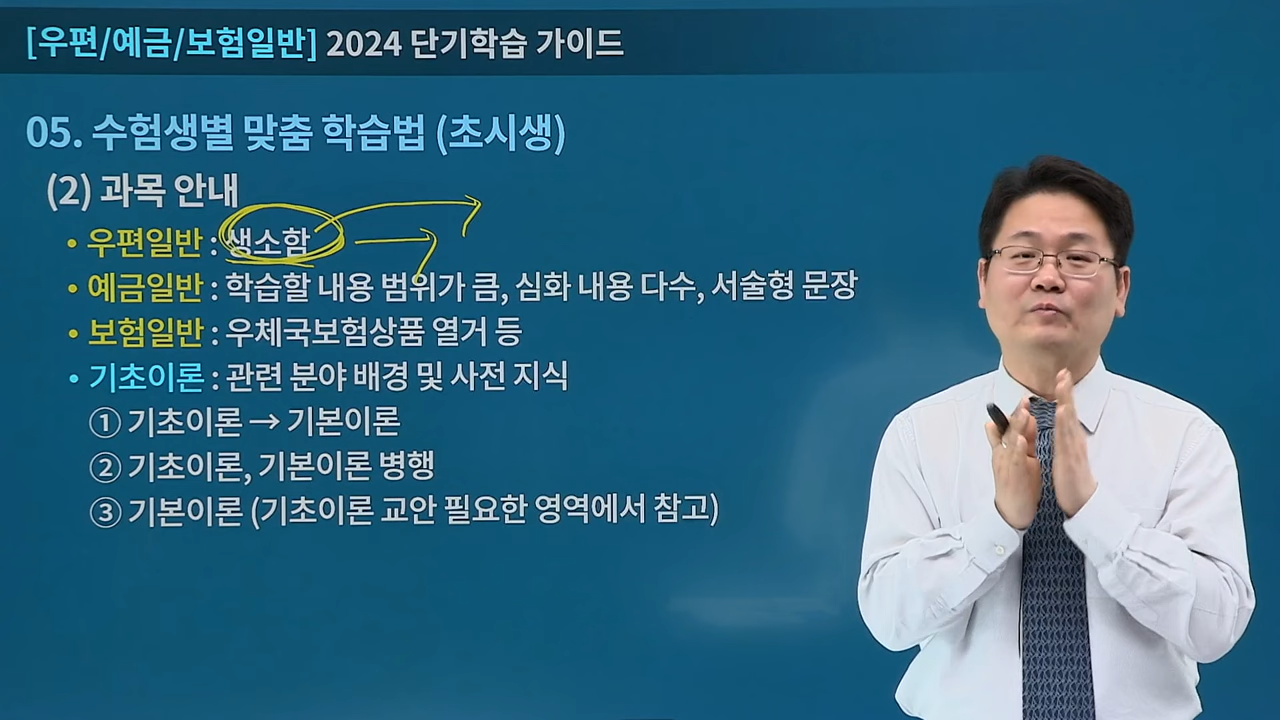 [우편/예금/보험일반] 2024 단기학습 가이드
05. 수험생별 맞춤 학습법 (초시생)
(2) 과목 안내
• 우편일반 : 생소함
• 예금일반 : 학습할 내용 범위가 큼, 심화 내용 다수, 서술형 문장
• 보험일반 : 우체국보험상품 열거 등
• 기초이론 : 관련 분야 배경 및 사전 지식
① 기초이론 → 기본이론
② 기초이론, 기본이론 병행
③ 기본이론 (기초이론 교안 필요한 영역에서 참고)